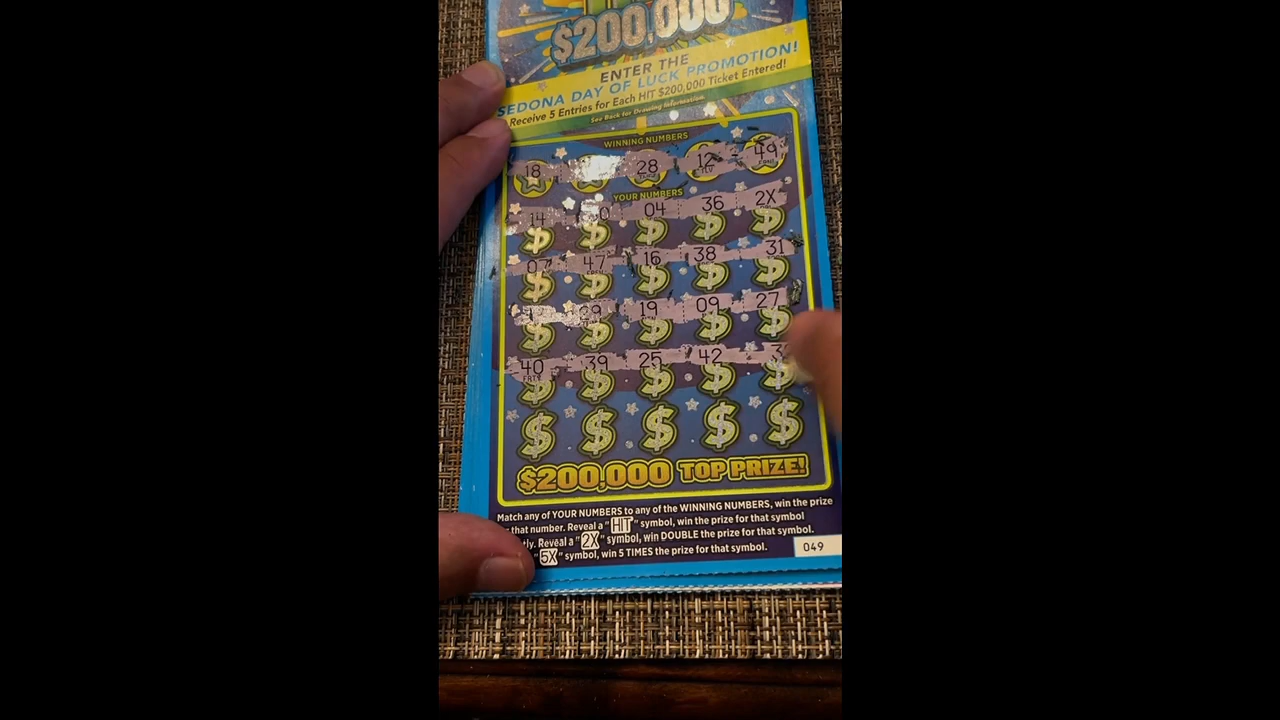 $200,000
ENTER THE
SEDONA DAY OF LUCK PROMOTION!
Receive 5 Entries for Each HIT $200,000 Ticket Entered!
See Back for Drawing Information.
WINNING NUMBERS
18 28 12 49
YOUR NUMBERS
14 04 36 2X
07 47 16 38 31
29 19 09 27
40 39 25 42
$200,000 TOP PRIZE!
Match any of YOUR NUMBERS to any of the WINNING NUMBERS, win the prize
that number. Reveal a "HIT" symbol, win the prize for that symbol
Reveal a "2X" symbol, win DOUBLE the prize for that symbol.
"5X" symbol, win 5 TIMES the prize for that symbol.
049